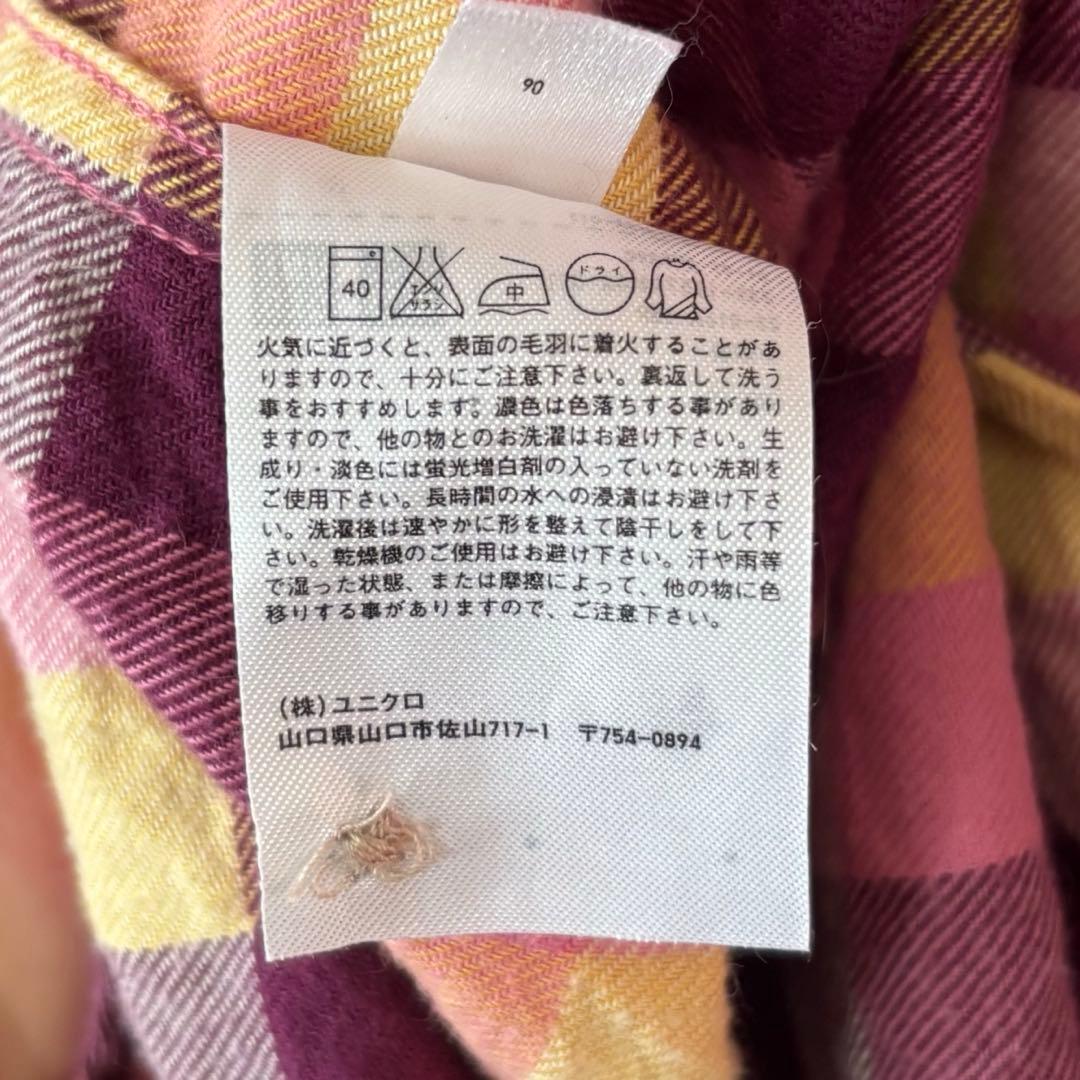 90
40
エンソ
サラシ
中
ドライ
火気に近づくと、表面の毛羽に着火することがあ
りますので、十分にご注意下さい。裏返して洗う
事をおすすめします。濃色は色落ちする事があり
ますので、他の物とのお洗濯はお避け下さい。生
成り・淡色には蛍光増白剤の入っていない洗剤を
ご使用下さい。長時間の水への浸漬はお避け下さ
い。洗濯後は速やかに形を整えて陰干しをして下
さい。乾燥機のご使用はお避け下さい。汗や雨等
で湿った状態、または摩擦によって、他の物に色
移りする事がありますので、ご注意下さい。
(株)ユニクロ
山口県山口市佐山717-1 〒754-0894